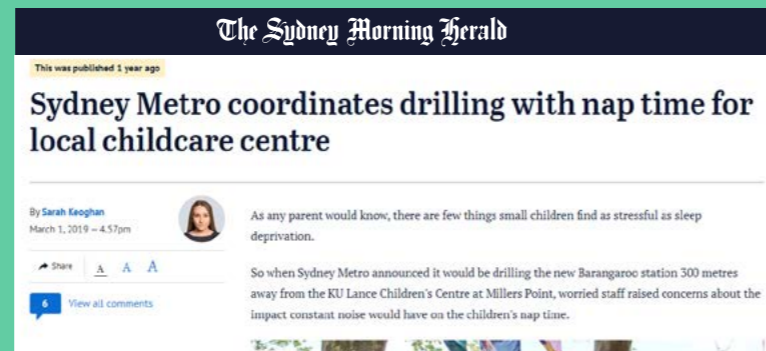 The Sydney Morning Herald
This was published 1 year ago
Sydney Metro coordinates drilling with nap time for
local childcare centre
By Sarah Keoghan
March 1, 2019 — 4.57pm
Share A A A
6 View all comments
As any parent would know, there are few things small children find as stressful as sleep
deprivation.
So when Sydney Metro announced it would be drilling the new Barangaroo station 300 metres
away from the KU Lance Children's Centre at Millers Point, worried staff raised concerns about the
impact constant noise would have on the children's nap time.